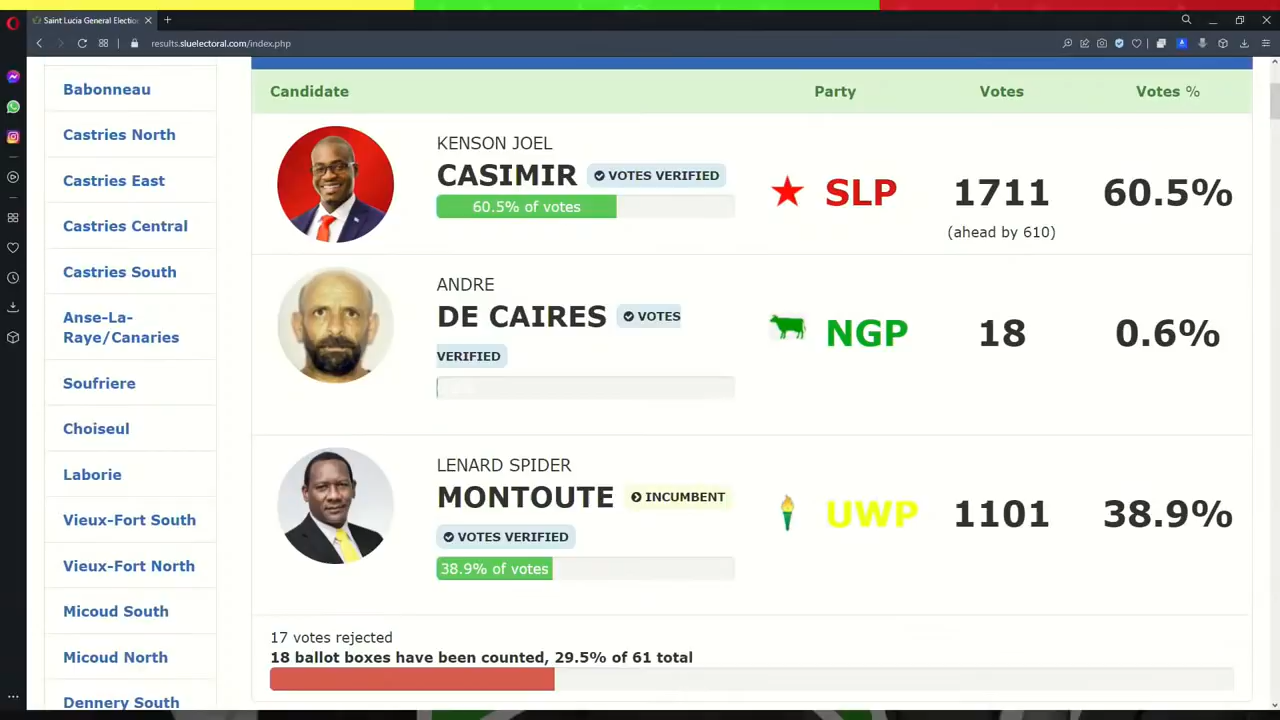 Saint Lucia General Electio
results.sluelectoral.com/index.php
Babonneau
Castries North
Castries East
Castries Central
Castries South
Anse-La-
Raye/Canaries
Soufriere
Choiseul
Laborie
Vieux-Fort South
Vieux-Fort North
Micoud South
Micoud North
Dennery South
Candidate Party Votes Votes %
KENSON JOEL
CASIMIR VOTES VERIFIED
60.5% of votes
SLP 1711 60.5%
(ahead by 610)
ANDRE
DE CAIRES VOTES
VERIFIED
NGP 18 0.6%
LENARD SPIDER
MONTOUTE INCUMBENT
VOTES VERIFIED
38.9% of votes
UWP 1101 38.9%
17 votes rejected
18 ballot boxes have been counted, 29.5% of 61 total